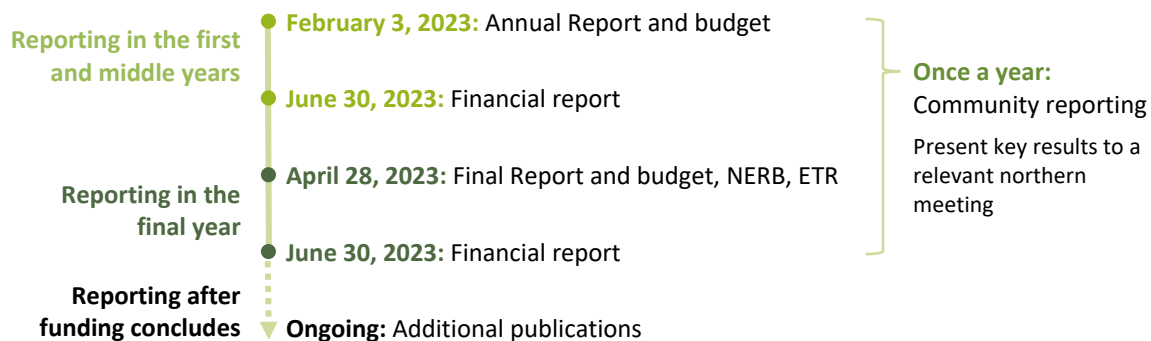 Reporting in the first
and middle years
February 3, 2023: Annual Report and budget
June 30, 2023: Financial report
Reporting in the
final year
April 28, 2023: Final Report and budget, NERB, ETR
June 30, 2023: Financial report
Reporting after
funding concludes
Ongoing: Additional publications
Once a year:
Community reporting
Present key results to a
relevant northern
meeting